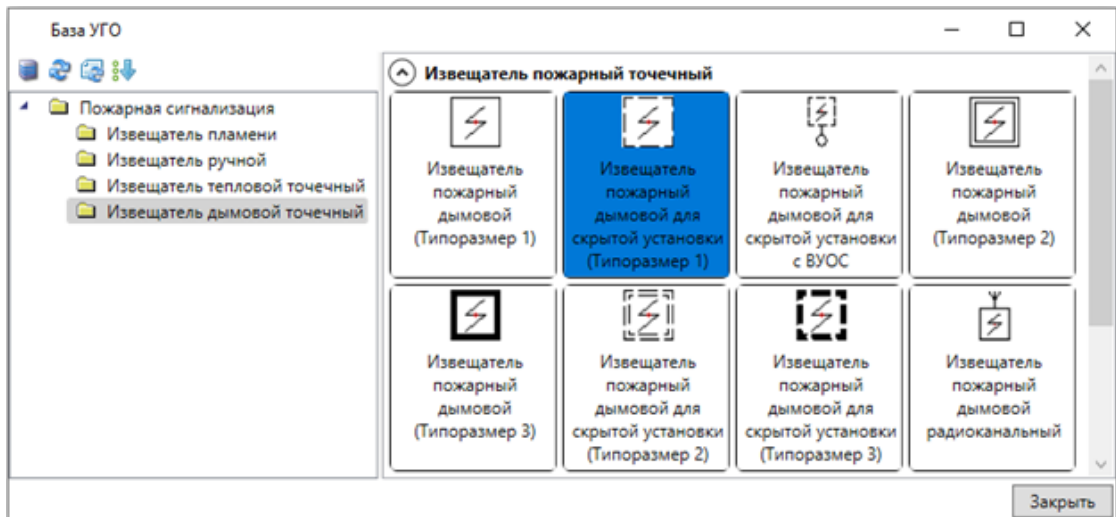 База УГО
Пожарная сигнализация
Извещатель пламени
Извещатель ручной
Извещатель тепловой точечный
Извещатель дымовой точечный
Извещатель пожарный точечный
Извещатель
пожарный
дымовой
(Типоразмер 1)
Извещатель
пожарный
дымовой для
скрытой установки
(Типоразмер 1)
Извещатель
пожарный
дымовой для
скрытой установки
с ВУОС
Извещатель
пожарный
дымовой
(Типоразмер 2)
Извещатель
пожарный
дымовой
(Типоразмер 3)
Извещатель
пожарный
дымовой для
скрытой установки
(Типоразмер 2)
Извещатель
пожарный
дымовой для
скрытой установки
(Типоразмер 3)
Извещатель
пожарный
дымовой
радиоканальный
Закрыть